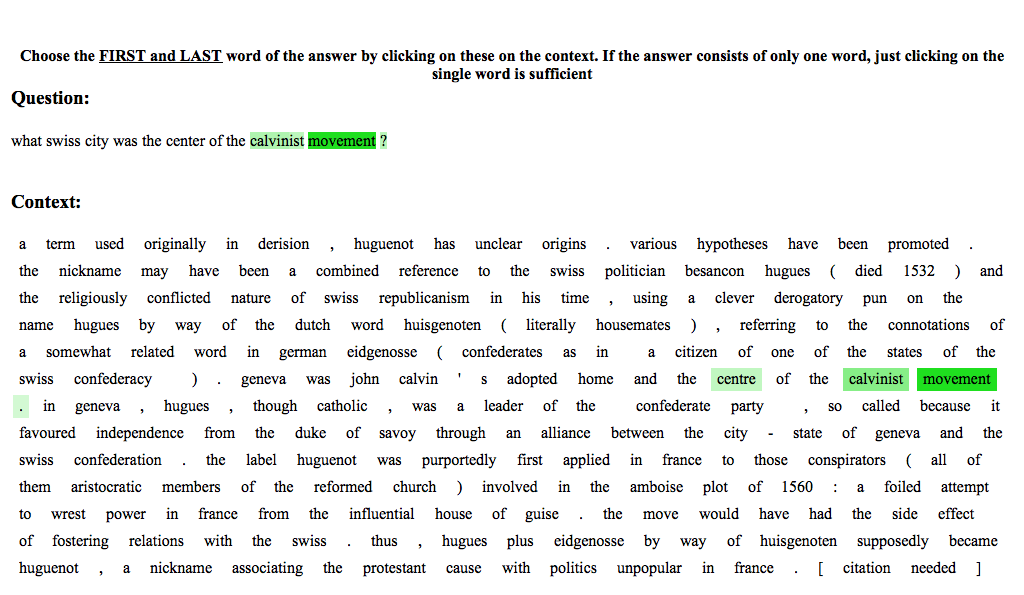 Choose the FIRST and LAST word of the answer by clicking on these on the context. If the answer consists of only one word, just clicking on the
single word is sufficient
Question:
what swiss city was the center of the calvinist movement ?
Context:
a term used originally in derision , huguenot has unclear origins . various hypotheses have been promoted .
the nickname may have been a combined reference to the swiss politician besancon hugues ( died 1532 ) and
the religiously conflicted nature of swiss republicanism in his time , using a clever derogatory pun on the
name hugues by way of the dutch word huisgenoten ( literally housemates ) , referring to the connotations of
a somewhat related word in german eidgenosse ( confederates as in a citizen of one of the states of the
swiss confederacy ) . geneva was john calvin ' s adopted home and the centre of the calvinist movement
. in geneva , hugues , though catholic , was a leader of the confederate party , so called because it
favoured independence from the duke of savoy through an alliance between the city - state of geneva and the
swiss confederation . the label huguenot was purportedly first applied in france to those conspirators ( all of
them aristocratic members of the reformed church ) involved in the amboise plot of 1560 : a foiled attempt
to wrest power in france from the influential house of guise . the move would have had the side effect
of fostering relations with the swiss . thus , hugues plus eidgenosse by way of huisgenoten supposedly became
huguenot , a nickname associating the protestant cause with politics unpopular in france . [ citation needed ]